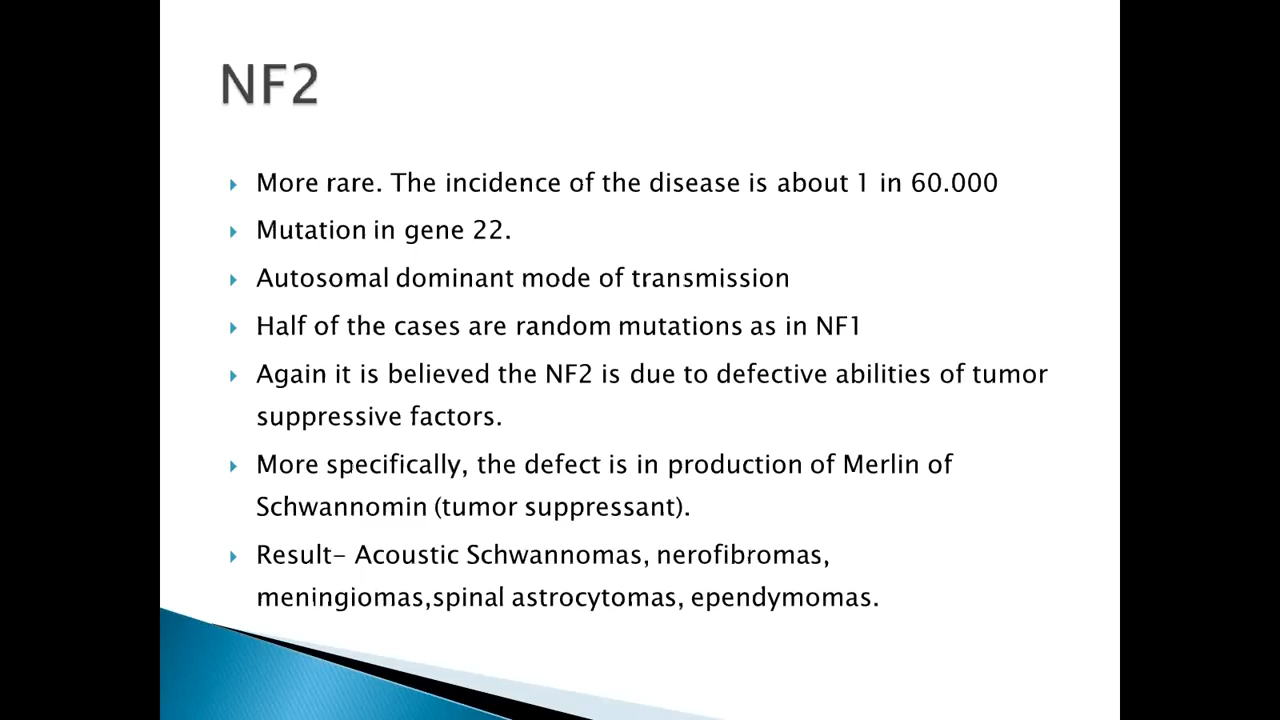 NF2
More rare. The incidence of the disease is about 1 in 60.000
Mutation in gene 22.
Autosomal dominant mode of transmission
Half of the cases are random mutations as in NF1
Again it is believed the NF2 is due to defective abilities of tumor
suppressive factors.
More specifically, the defect is in production of Merlin of
Schwannomin (tumor suppressant).
Result- Acoustic Schwannomas, nerofibromas,
meningiomas,spinal astrocytomas, ependymomas.